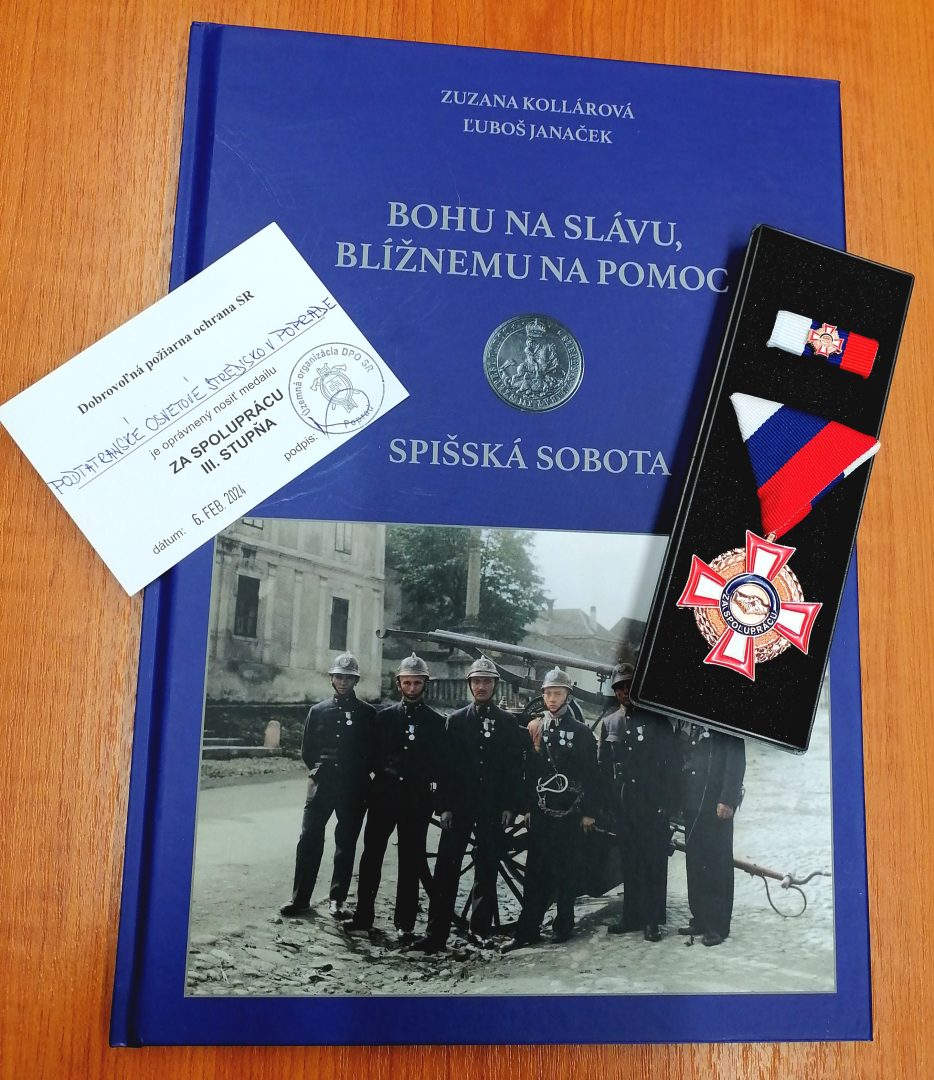 ZUZANA KOLLÁROVÁ
ĽUBOŠ JANAČEK
BOHU NA SLÁVU,
BLÍŽNEMU NA POMOC
SPIŠSKÁ SOBOTA
Dobrovoľná požiarna ochrana SR
PODTATRANSKÉ OSVETOVÉ STREDISKO V POPRADE
je oprávnený nosiť medailu
ZA SPOLUPRÁCU
III. STUPŇA
dátum: 6. FEB. 2024
podpis:
Územná organizácia DPO SR
Poprad
ZA SPOLUPRÁCU